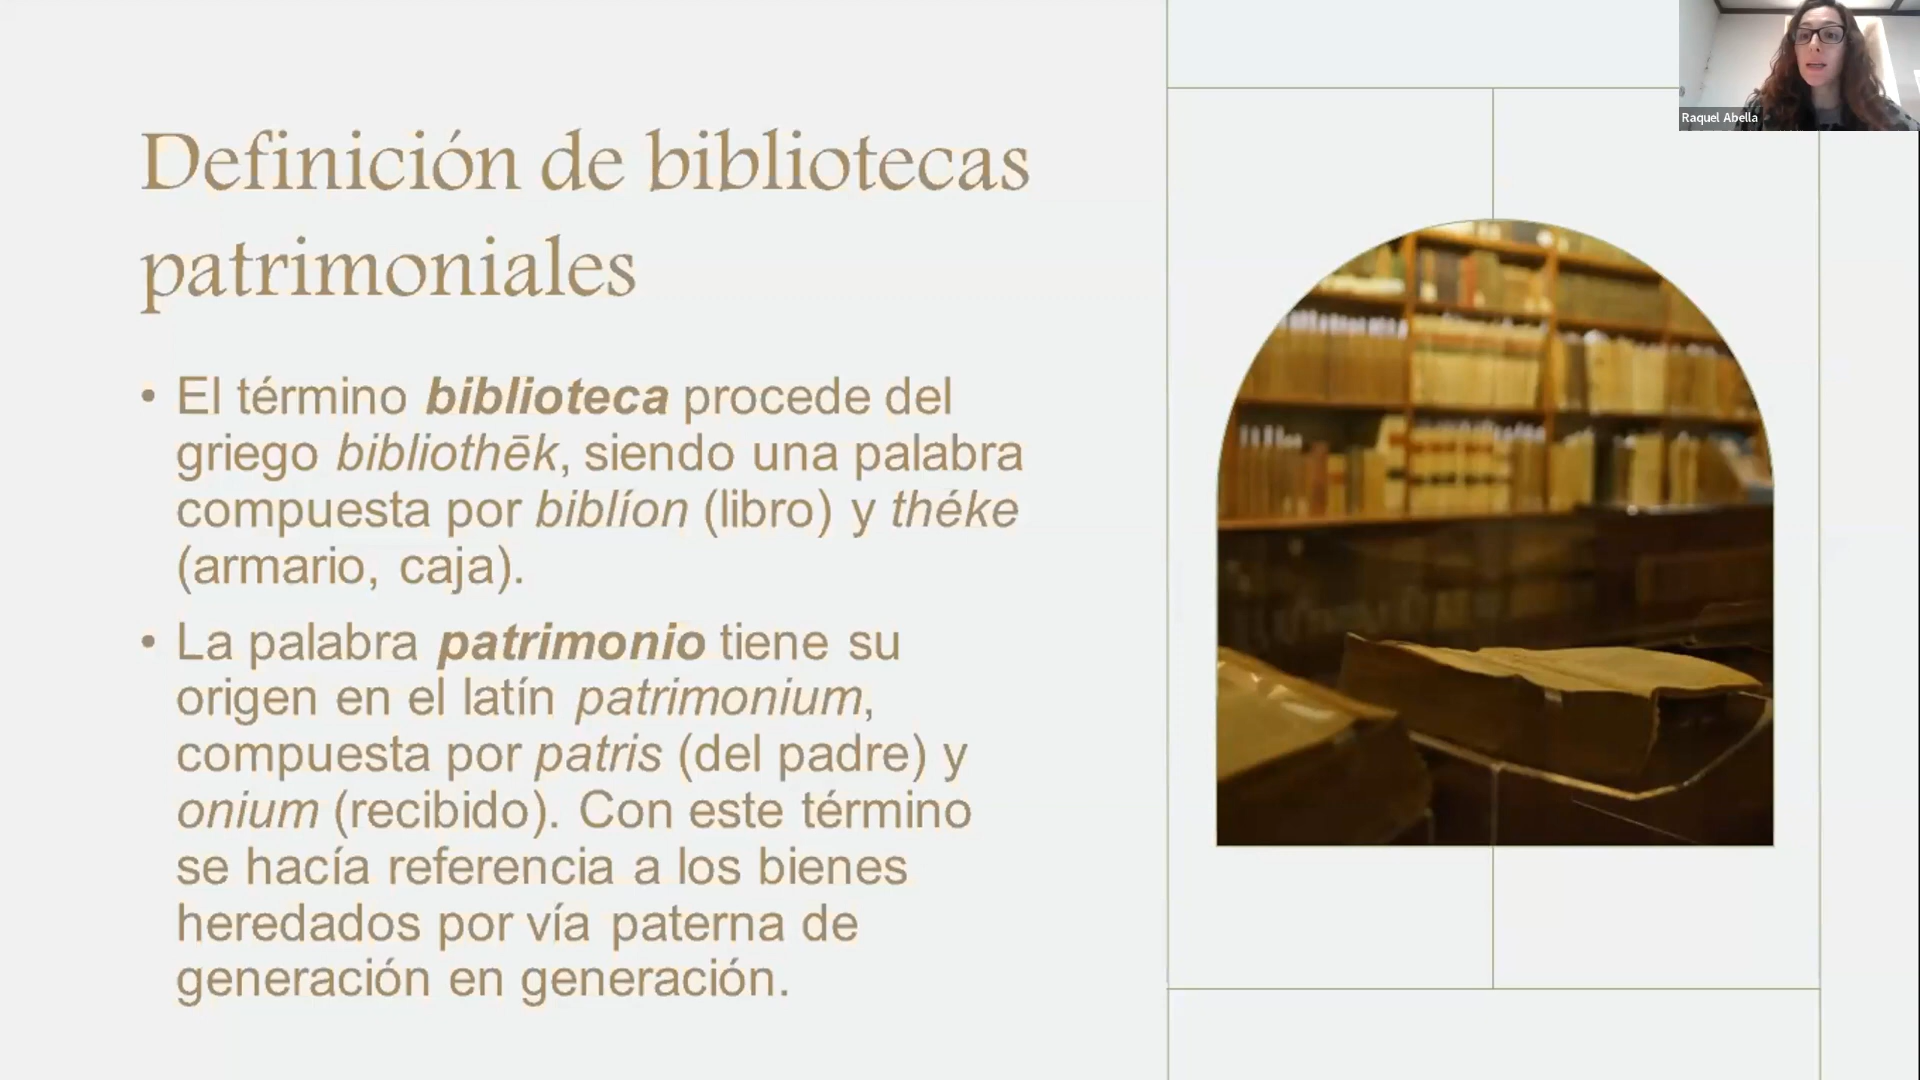 Definición de bibliotecas
patrimoniales
• El término biblioteca procede del
griego bibliothēk, siendo una palabra
compuesta por biblíon (libro) y théke
(armario, caja).
• La palabra patrimonio tiene su
origen en el latín patrimonium,
compuesta por patris (del padre) y
onium (recibido). Con este término
se hacía referencia a los bienes
heredados por vía paterna de
generación en generación.
Raquel Abella